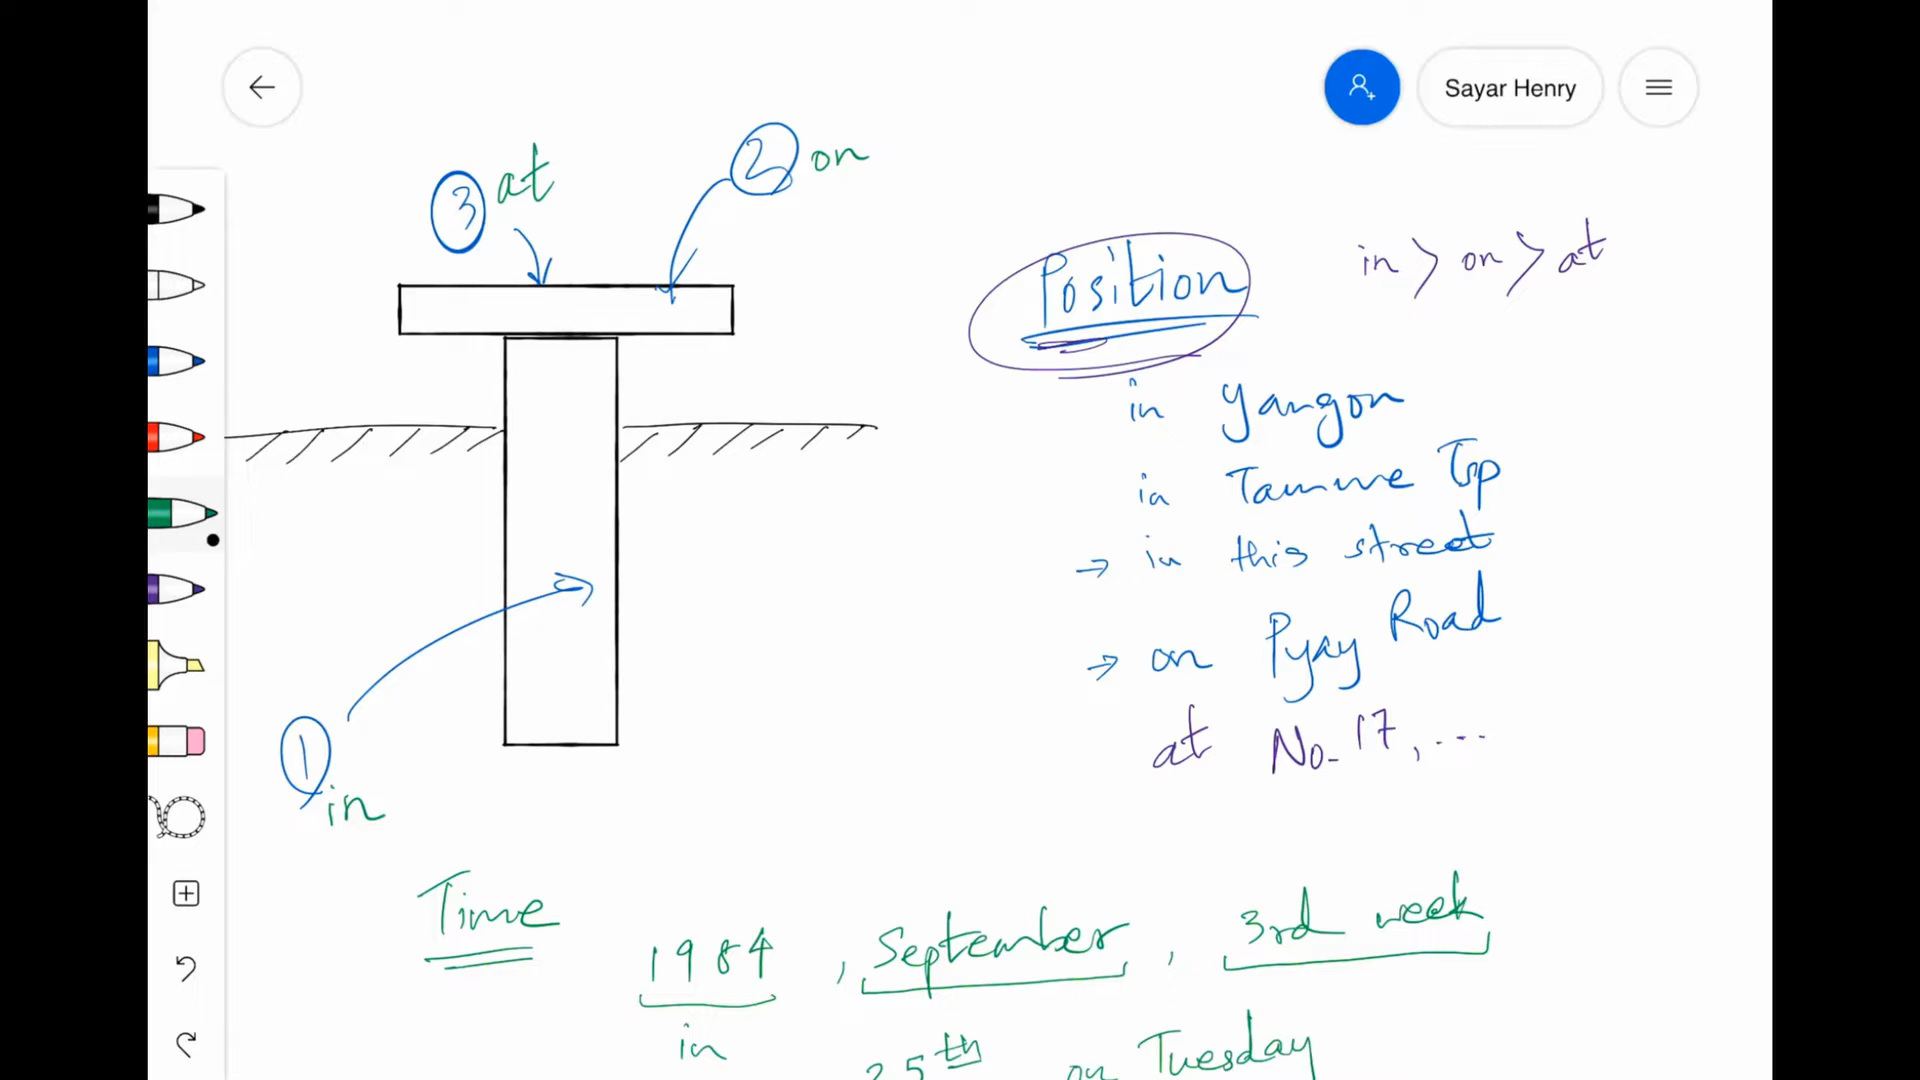 Sayar Henry
3 at
2 on
Position
in > on > at
in Yangon
in Tamwe Tsp
→ in this street
→ on Pyay Road
at No. 17, ...
1 in
Time
1984, September, 3rd week
in
25th on Tuesday